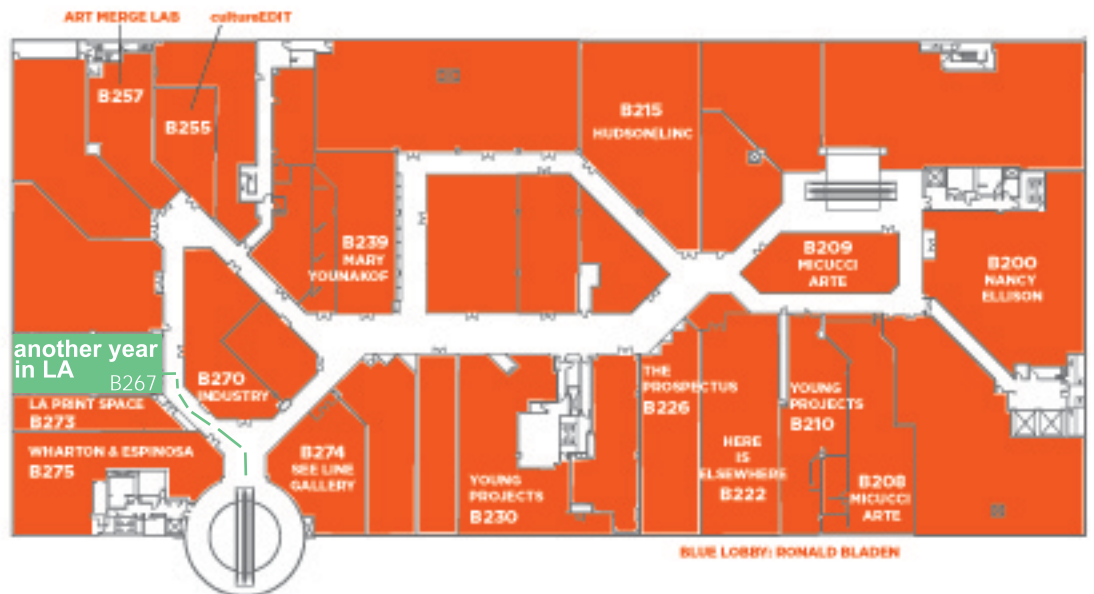 ART MERGE LAB
cultureEDIT
B257
B255
B215
HUDSON|LINC
B239
MARY
YOUNAKOF
B209
MICUCCI
ARTE
B200
NANCY
ELLISON
another year
in LA
B267
B270
INDUSTRY
LA PRINT SPACE
B273
WHARTON & ESPINOSA
B275
B274
SEE LINE
GALLERY
YOUNG
PROJECTS
B230
THE
PROSPECTUS
B226
HERE
IS
ELSEWHERE
B222
YOUNG
PROJECTS
B210
B208
MICUCCI
ARTE
BLUE LOBBY: RONALD BLADEN